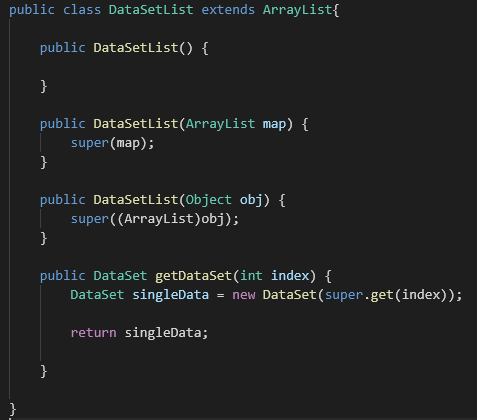 public class DataSetList extends ArrayList{
public DataSetList() {
}
public DataSetList(ArrayList map) {
super(map);
}
public DataSetList(Object obj) {
super((ArrayList)obj);
}
public DataSet getDataSet(int index) {
DataSet singleData = new DataSet(super.get(index));
return singleData;
}
}